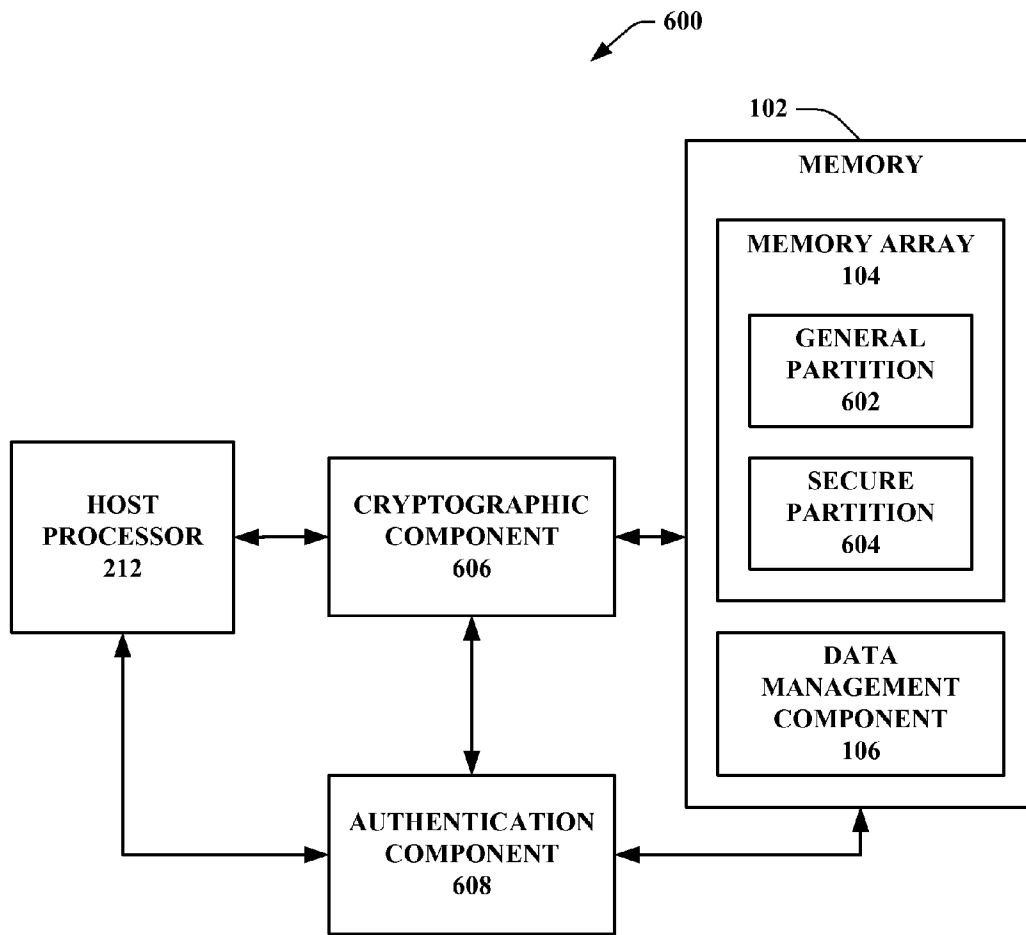 600
102
MEMORY
MEMORY ARRAY
104
GENERAL
PARTITION
602
SECURE
PARTITION
604
HOST
PROCESSOR
212
CRYPTOGRAPHIC
COMPONENT
606
DATA
MANAGEMENT
COMPONENT
106
AUTHENTICATION
COMPONENT
608